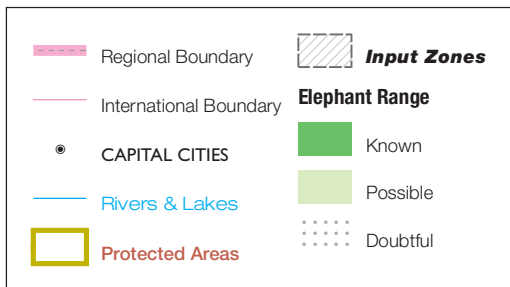 Regional Boundary
International Boundary
CAPITAL CITIES
Rivers & Lakes
Protected Areas
Input Zones
Elephant Range
Known
Possible
Doubtful